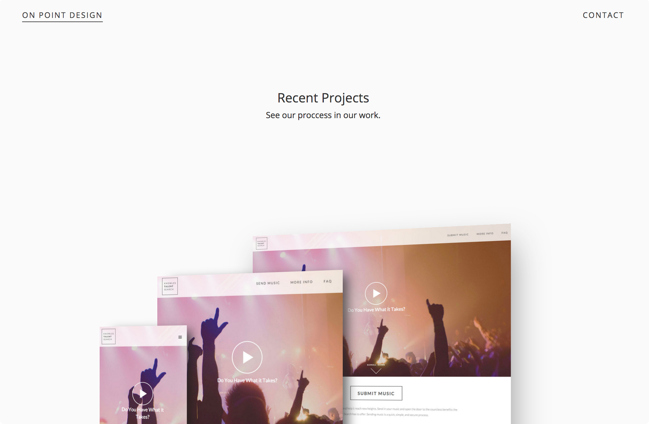 ON POINT DESIGN
CONTACT
Recent Projects
See our proccess in our work.
SUBMIT MUSIC MORE INFO FAQ
Do You Have What It Takes?
SUBMIT MUSIC
SEND MUSIC MORE INFO FAQ
Do You Have What It Takes?
Do You Have What It
Takes?